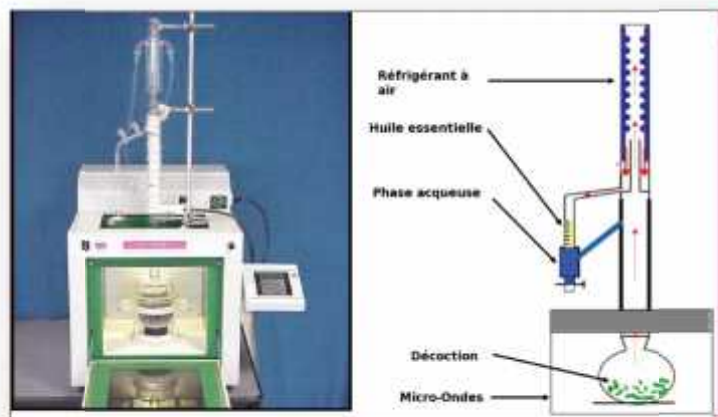 Réfrigérant à
air
Huile essentielle
Phase acqueuse
Décoction
Micro-Ondes